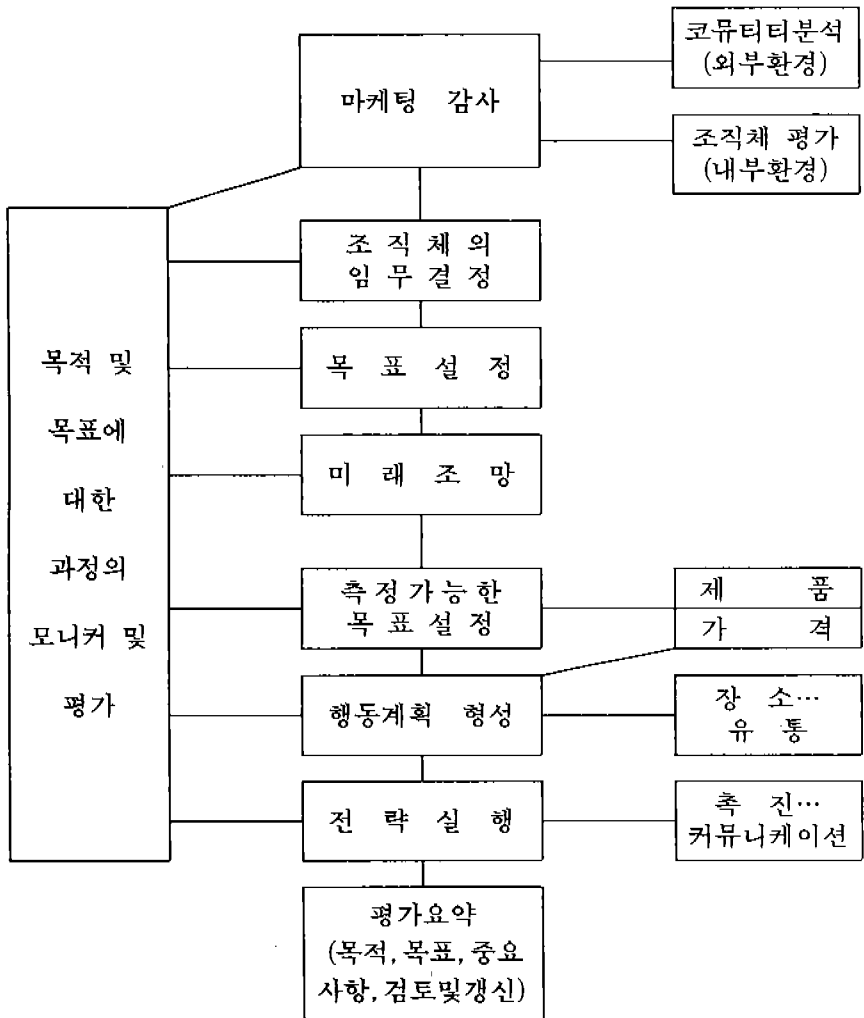 코뮤티티분석
(외부환경)
마케팅 감사
조직체 평가
(내부환경)
조 직 체 의
임 무 결 정
목 표 설 정
미 래 조 망
목적 및
목표에
대한
과정의
모니커 및
평가
측정가능한
목 표 설 정
제 품
가 격
행동계획 형성
장 소…
유 통
전 략 실 행
촉 진…
커뮤니케이션
평가요약
(목적, 목표, 중요
사항, 검토및갱신)